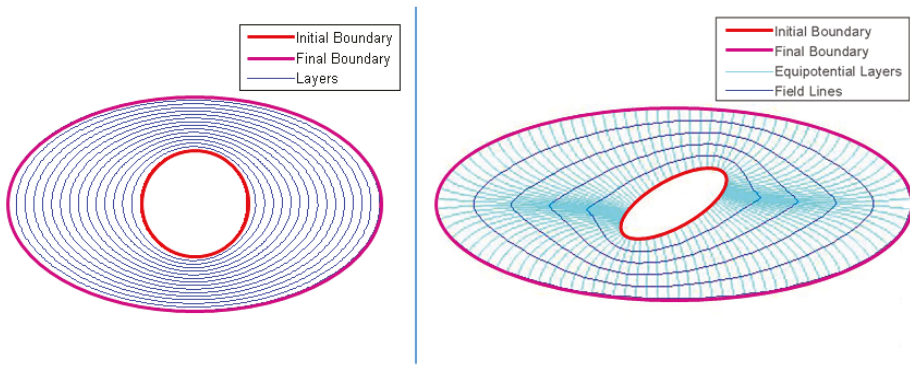 Initial Boundary
Final Boundary
Layers
Initial Boundary
Final Boundary
Equipotential Layers
Field Lines